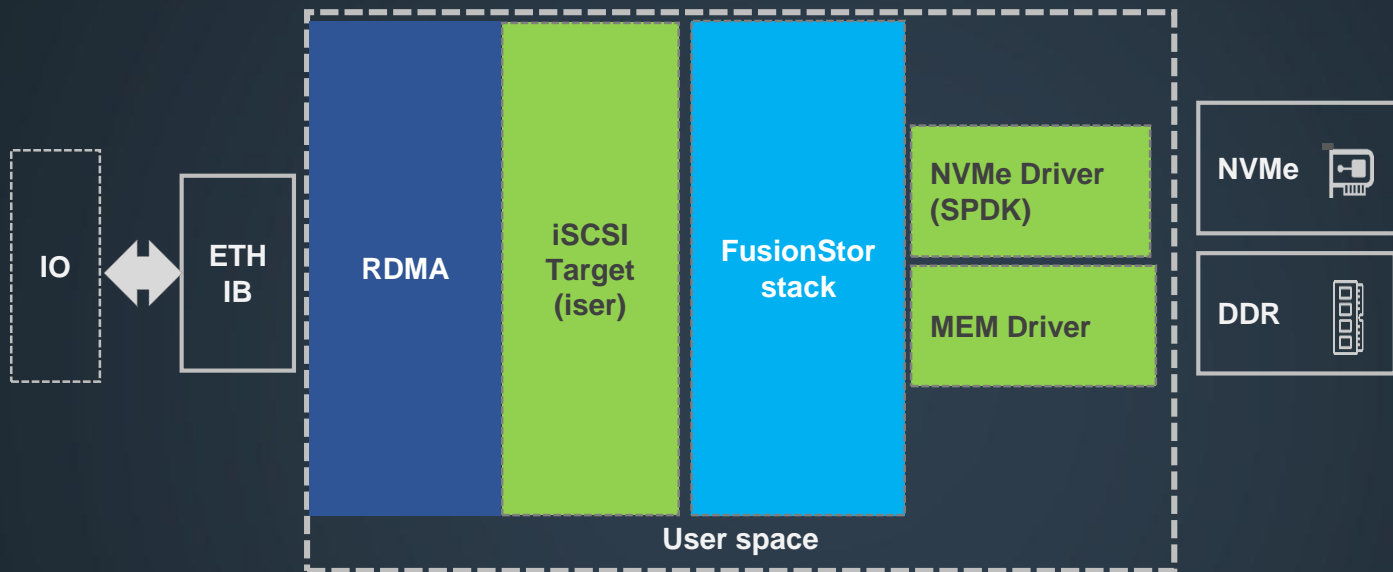 IO
ETH
IB
RDMA
iSCSI
Target
(iser)
FusionStor
stack
NVMe Driver
(SPDK)
MEM Driver
NVMe
DDR
User space